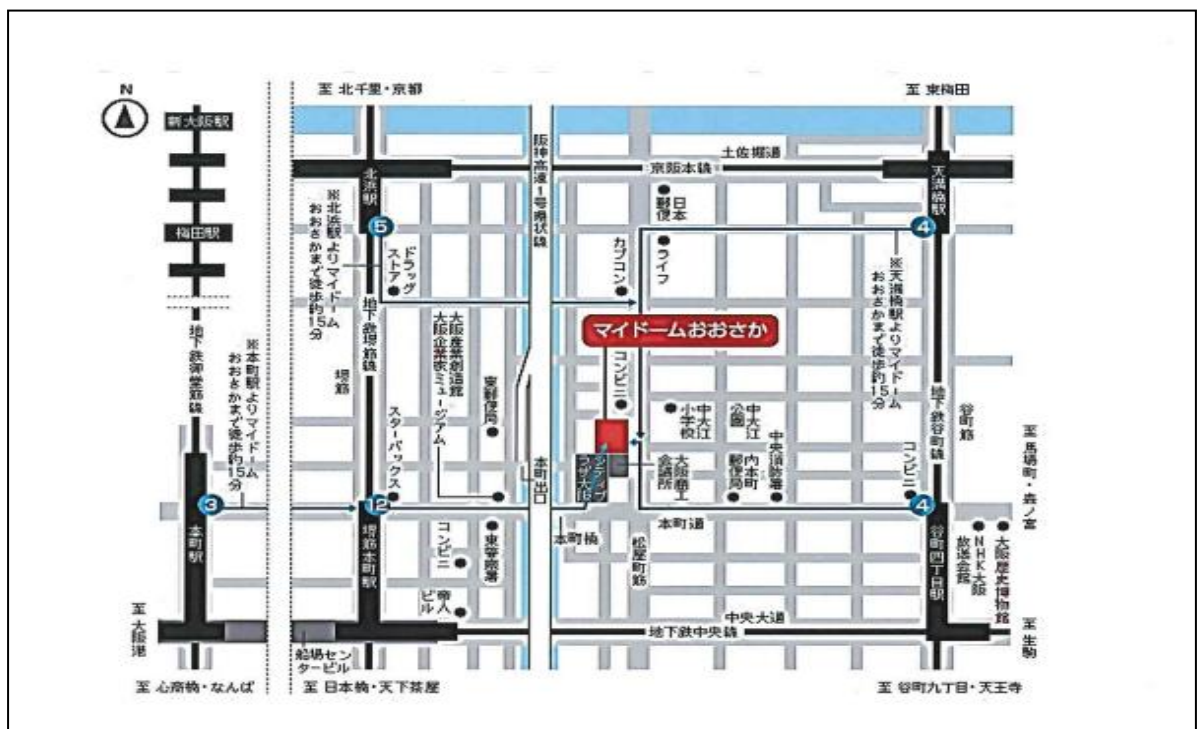 N
至 北千里・京都
至 東梅田
新大阪駅
梅田駅
地下鉄御堂筋線
※本町駅よりマイドーム
おおさかまで徒歩約15分
3
本町駅
至 大阪港
至 心斎橋・なんば
北浜駅
※北浜駅よりマイドーム
おおさかまで徒歩約15分
5
地下鉄堺筋線
堺筋
ドラッグ
ストア
大阪産業創造館
大阪企業家ミュージアム
東郵便局
スターバックス
12
堺筋本町駅
コンビニ
東警察署
帝人
ビル
船場セン
タービル
至 日本橋・天下茶屋
阪神高速1号環状線
本町出口
本町橋
土佐堀通
京阪本線
日本
郵便
カプコン
ライフ
マイドームおおさか
コンビニ
中大江
小学校
中大江
公園
大阪商工
会議所
内本町
郵便局
中央消防署
コンビニ
本町通
松屋町筋
中央大通
地下鉄中央線
天満橋駅
4
※天満橋駅よりマイドーム
おおさかまで徒歩約15分
地下鉄谷町線
谷町筋
4
谷町四丁目駅
至 馬場町・森ノ宮
NHK大阪
放送会館
大阪歴史博物館
至 生駒
至 谷町九丁目・天王寺